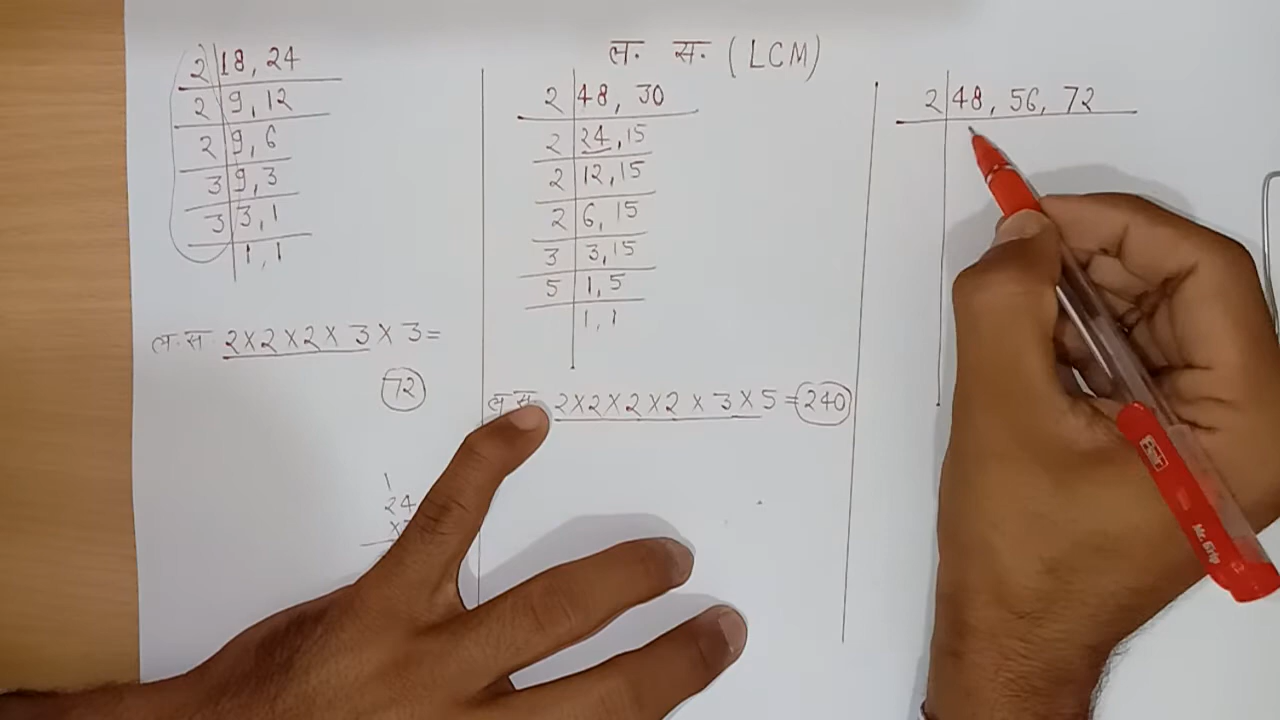 ल. स. (LCM)
2 18, 24
2 9, 12
2 9, 6
3 9, 3
3 3, 1
1, 1
ल.स 2×2×2×3×3=
72
1
24
×
2 48, 30
2 24, 15
2 12, 15
2 6, 15
3 3, 15
5 1, 5
1, 1
ल.स. 2×2×2×2×3×5=240
2 48, 56, 72